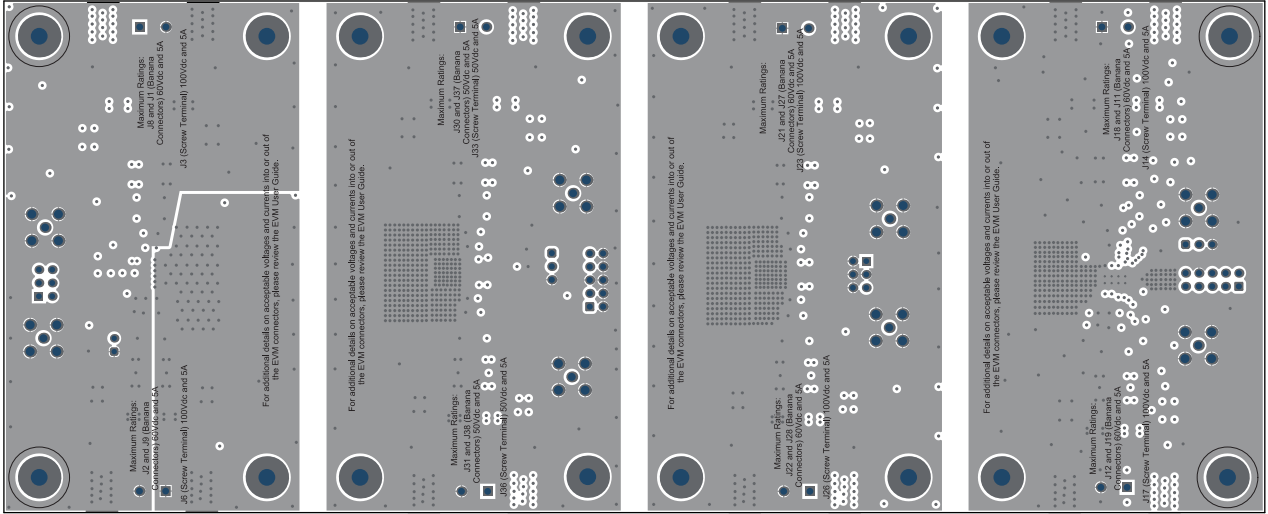 Maximum Ratings:
J8 and J1 (Banana
Connectors) 60Vdc and 5A
J3 (Screw Terminal) 100Vdc and 5A
For additional details on acceptable voltages and currents into or out of
the EVM connectors, please review the EVM User Guide.
Maximum Ratings:
J2 and J9 (Banana
Connectors) 60Vdc and 5A
J6 (Screw Terminal) 100Vdc and 5A
For additional details on acceptable voltages and currents into or out of
the EVM connectors, please review the EVM User Guide.
Maximum Ratings:
J30 and J37 (Banana
Connectors) 50Vdc and 5A
J33 (Screw Terminal) 50Vdc and 5A
Maximum Ratings:
J31 and J38 (Banana
Connectors) 50Vdc and 5A
J36 (Screw Terminal) 50Vdc and 5A
For additional details on acceptable voltages and currents into or out of
the EVM connectors, please review the EVM User Guide.
Maximum Ratings:
J21 and J27 (Banana
Connectors) 60Vdc and 5A
J23 (Screw Terminal) 100Vdc and 5A
Maximum Ratings:
J22 and J28 (Banana
Connectors) 60Vdc and 5A
J26 (Screw Terminal) 100Vdc and 5A
For additional details on acceptable voltages and currents into or out of
the EVM connectors, please review the EVM User Guide.
Maximum Ratings:
J18 and J11 (Banana
Connectors) 60Vdc and 5A
J14 (Screw Terminal) 100Vdc and 5A
Maximum Ratings:
J12 and J19 (Banana
Connectors) 60Vdc and 5A
J17 (Screw Terminal) 100Vdc and 5A